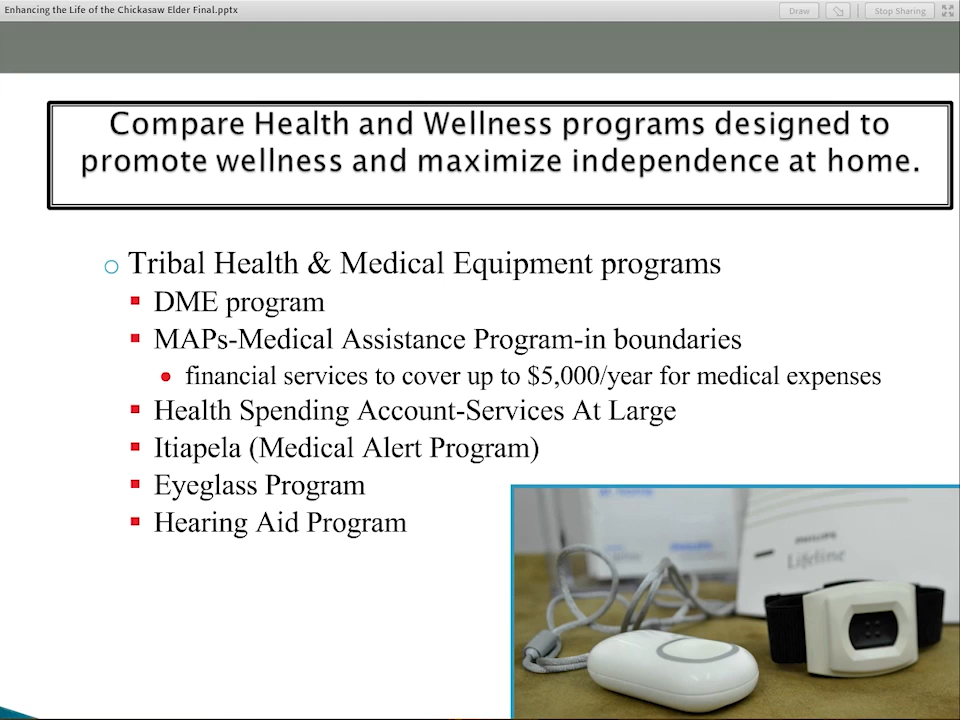 Enhancing the Life of the Chickasaw Elder Final.pptx
Draw
Stop Sharing
Compare Health and Wellness programs designed to
promote wellness and maximize independence at home.
Tribal Health & Medical Equipment programs
DME program
MAPs-Medical Assistance Program-in boundaries
financial services to cover up to $5,000/year for medical expenses
Health Spending Account-Services At Large
Itiapela (Medical Alert Program)
Eyeglass Program
Hearing Aid Program
PHILIPS
Lifeline